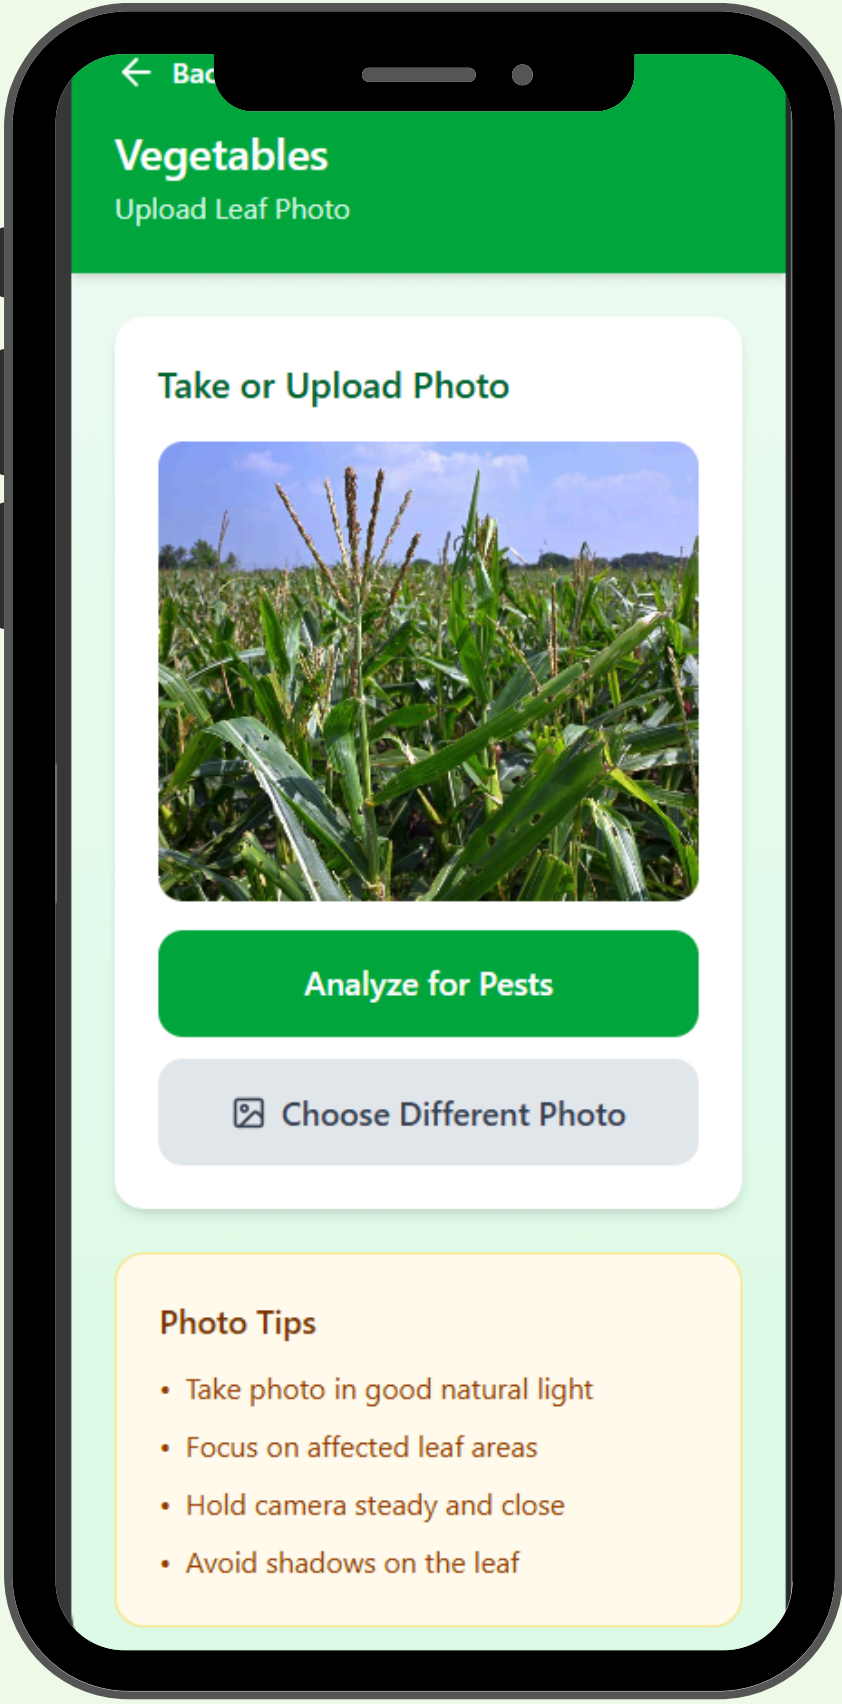 Vegetables
Upload Leaf Photo
Take or Upload Photo
Analyze for Pests
Choose Different Photo
Photo Tips
• Take photo in good natural light
• Focus on affected leaf areas
• Hold camera steady and close
• Avoid shadows on the leaf